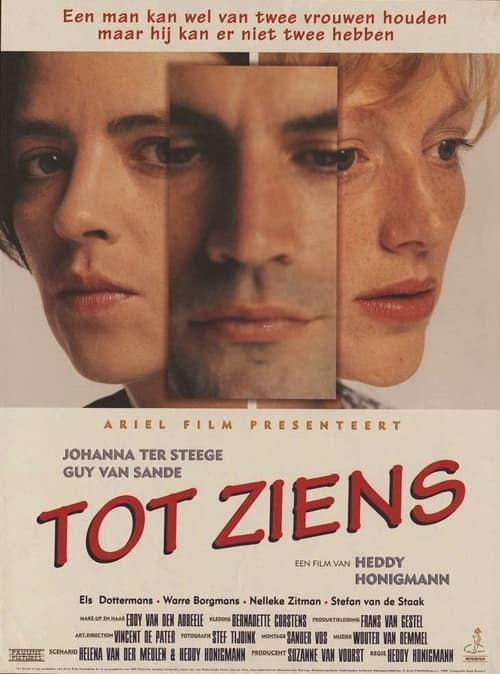 Een man kan wel van twee vrouwen houden
maar hij kan er niet twee hebben
ARIEL FILM PRESENTEERT
JOHANNA TER STEEGE
GUY VAN SANDE
TOT ZIENS
EEN FILM VAN HEDDY
HONIGMANN
Els Dottermans • Warre Borgmans • Nelleke Zitman • Stefan van de Staak
MAKE-UP EN HAAR EDDY VAN DEN ABDEELE KLEDING BERNADETTE CORSTENS PRODUKTIELEIDING FRANS VAN GESTEL
ART-DIRECTION VINCENT DE PATER FOTOGRAFIE STEF TIJDINK MONTAGE SANDER VOS MUZIEK WOUTER VAN BEMMEL
PAULINE PICTURES SCENARIO HELENA VAN DER MEULEN & HEDDY HONIGMANN PRODUCENT SUZANNE VAN VOORST REGIE HEDDY HONIGMANN